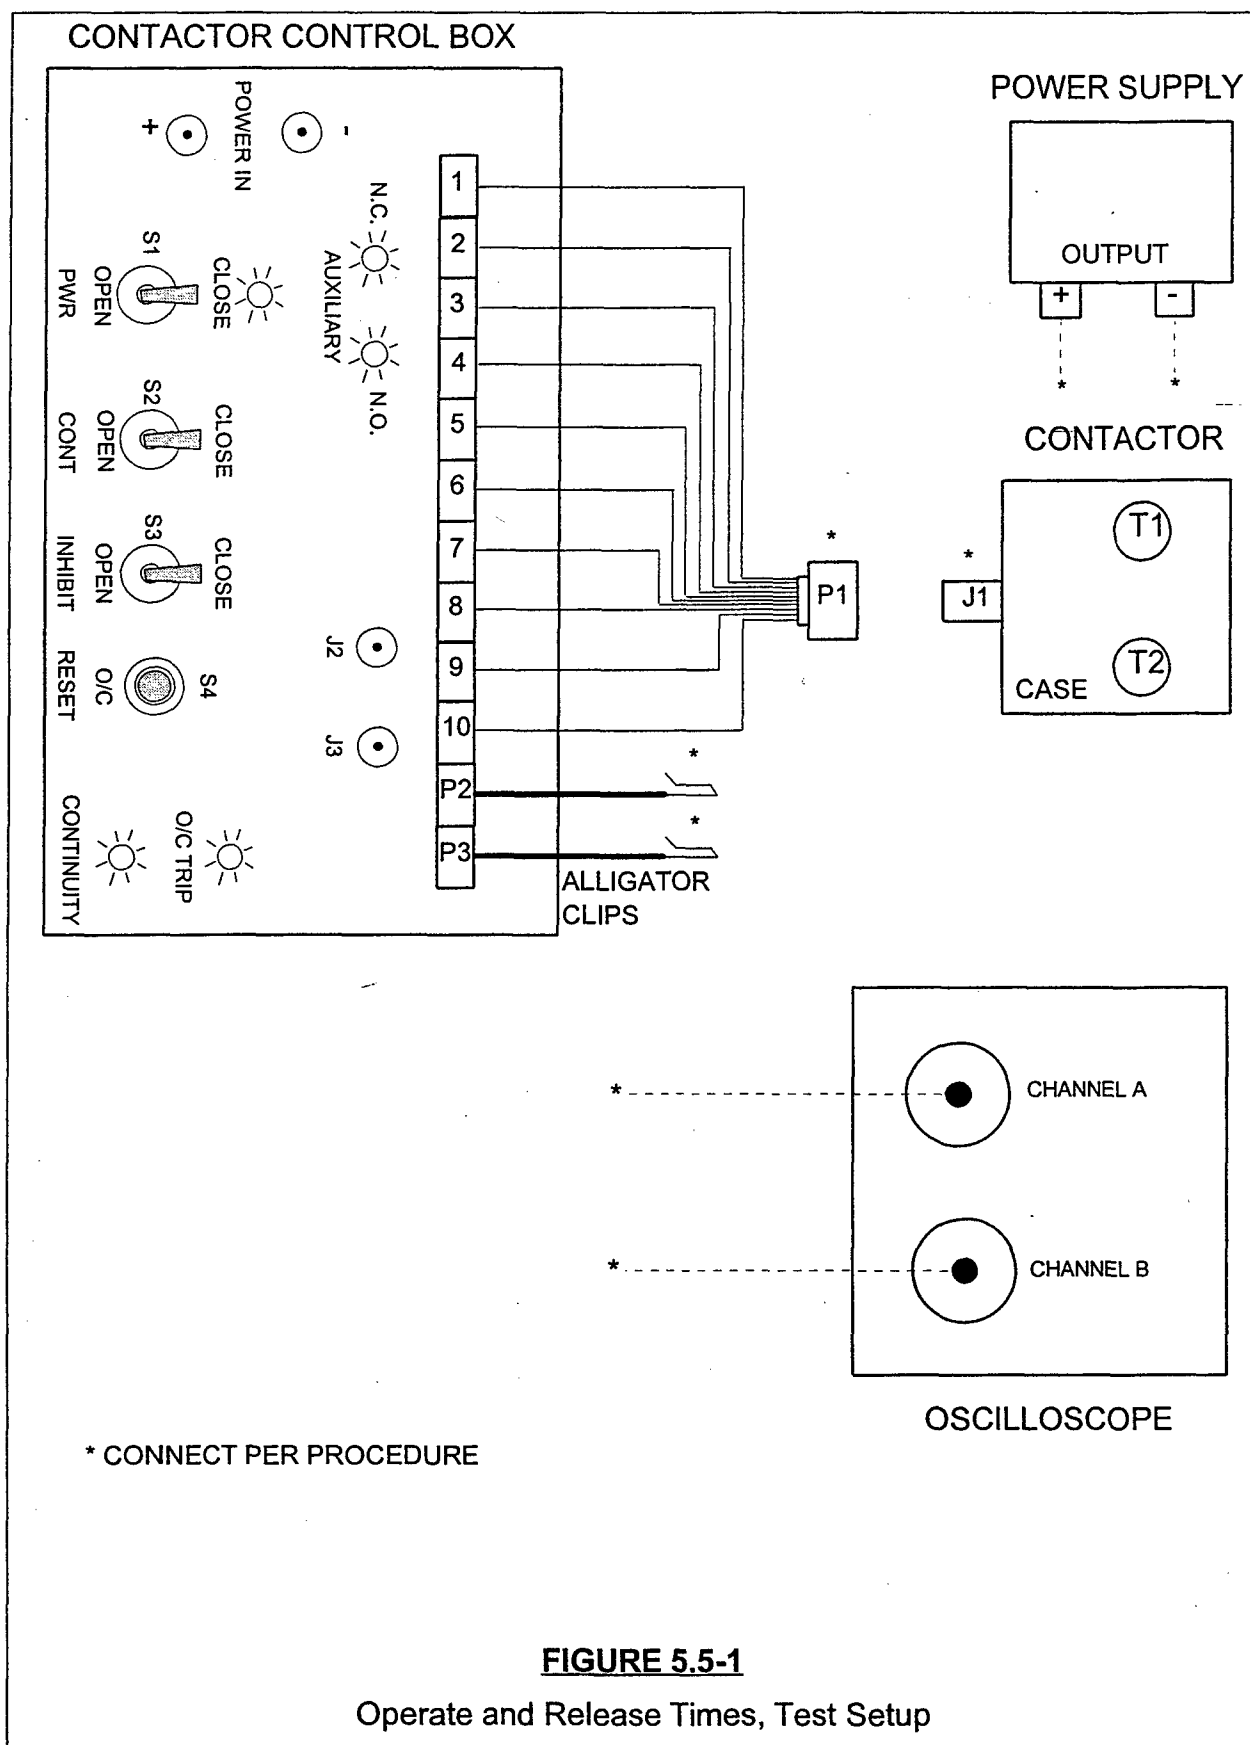 CONTACTOR CONTROL BOX
POWER SUPPLY
+
POWER IN
-
OUTPUT
+
-
*
*
N.C.
AUXILIARY
N.O.
S1
OPEN
CLOSE
PWR
S2
OPEN
CLOSE
CONT
S3
OPEN
CLOSE
INHIBIT
S4
O/C
RESET
J2
J3
CONTINUITY
O/C TRIP
1
2
3
4
5
6
7
8
9
10
P2
P3
*
*
ALLIGATOR
CLIPS
*
P1
CONTACTOR
*
J1
T1
T2
CASE
*
CHANNEL A
*
CHANNEL B
OSCILLOSCOPE
* CONNECT PER PROCEDURE
FIGURE 5.5-1
Operate and Release Times, Test Setup